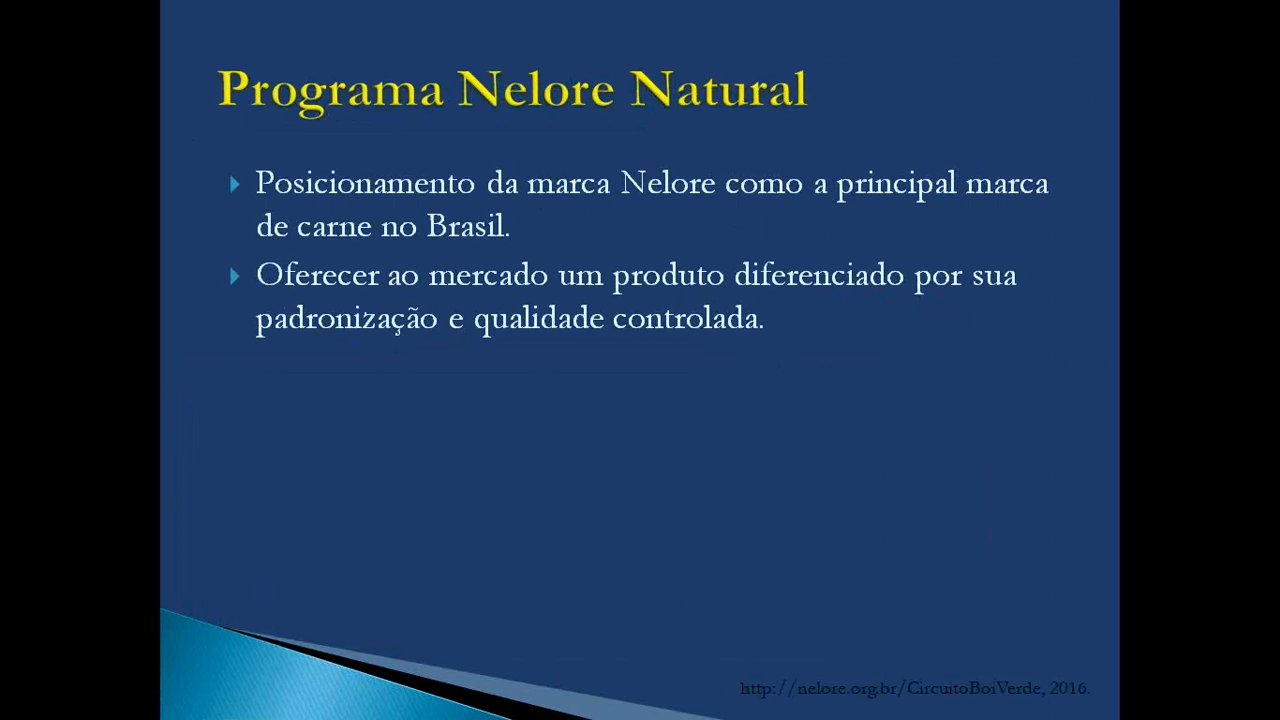 Programa Nelore Natural
Posicionamento da marca Nelore como a principal marca
de carne no Brasil.
Oferecer ao mercado um produto diferenciado por sua
padronização e qualidade controlada.
http://nelore.org.br/CircuitoBoiVerde, 2016.